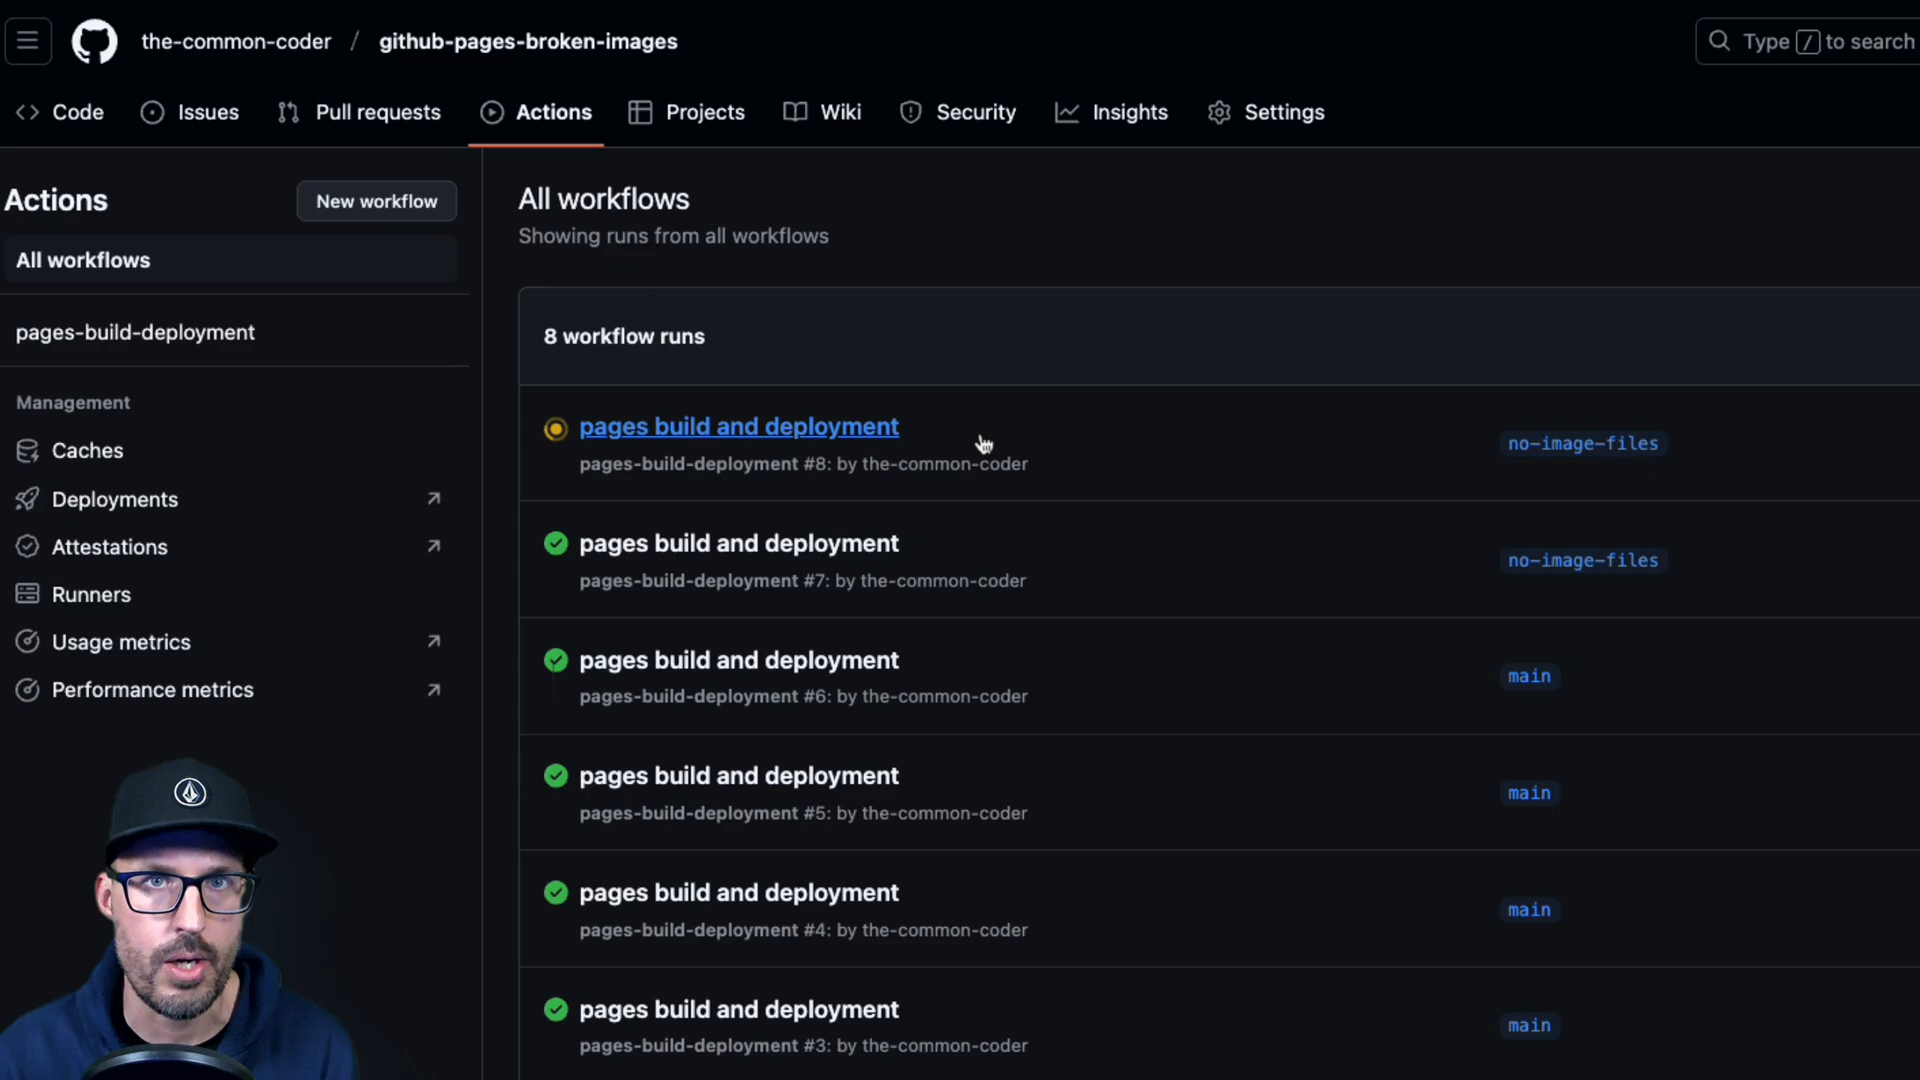 the-common-coder / github-pages-broken-images
Type / to search
Code Issues Pull requests Actions Projects Wiki Security Insights Settings
Actions
New workflow
All workflows
pages-build-deployment
Management
Caches
Deployments
Attestations
Runners
Usage metrics
Performance metrics
All workflows
Showing runs from all workflows
8 workflow runs
pages build and deployment
pages-build-deployment #8: by the-common-coder
no-image-files
pages build and deployment
pages-build-deployment #7: by the-common-coder
no-image-files
pages build and deployment
pages-build-deployment #6: by the-common-coder
main
pages build and deployment
pages-build-deployment #5: by the-common-coder
main
pages build and deployment
pages-build-deployment #4: by the-common-coder
main
pages build and deployment
pages-build-deployment #3: by the-common-coder
main